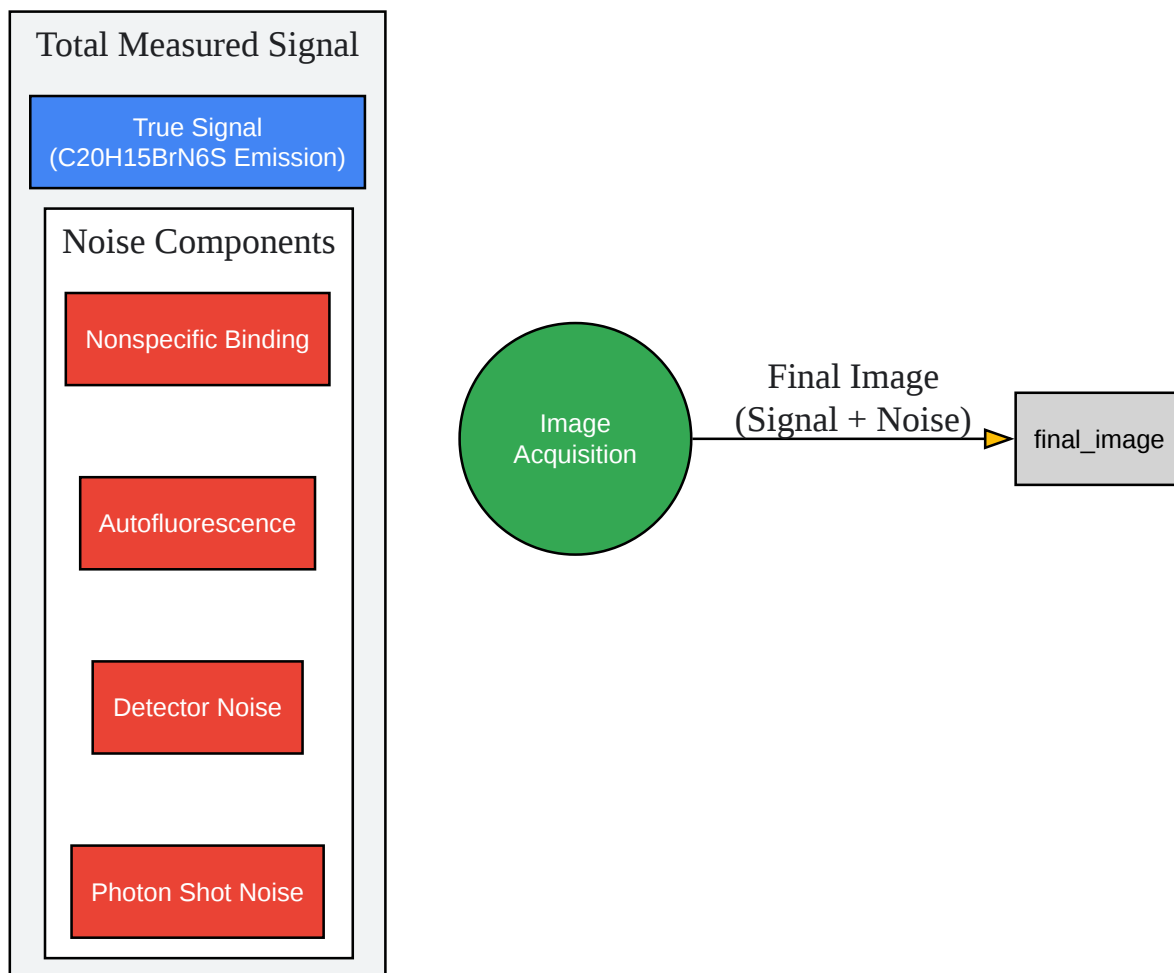 Total Measured Signal
True Signal
(C20H15BrN6S Emission)
Noise Components
Nonspecific Binding
Autofluorescence
Detector Noise
Photon Shot Noise
Image
Acquisition
Final Image
(Signal + Noise)
final_image